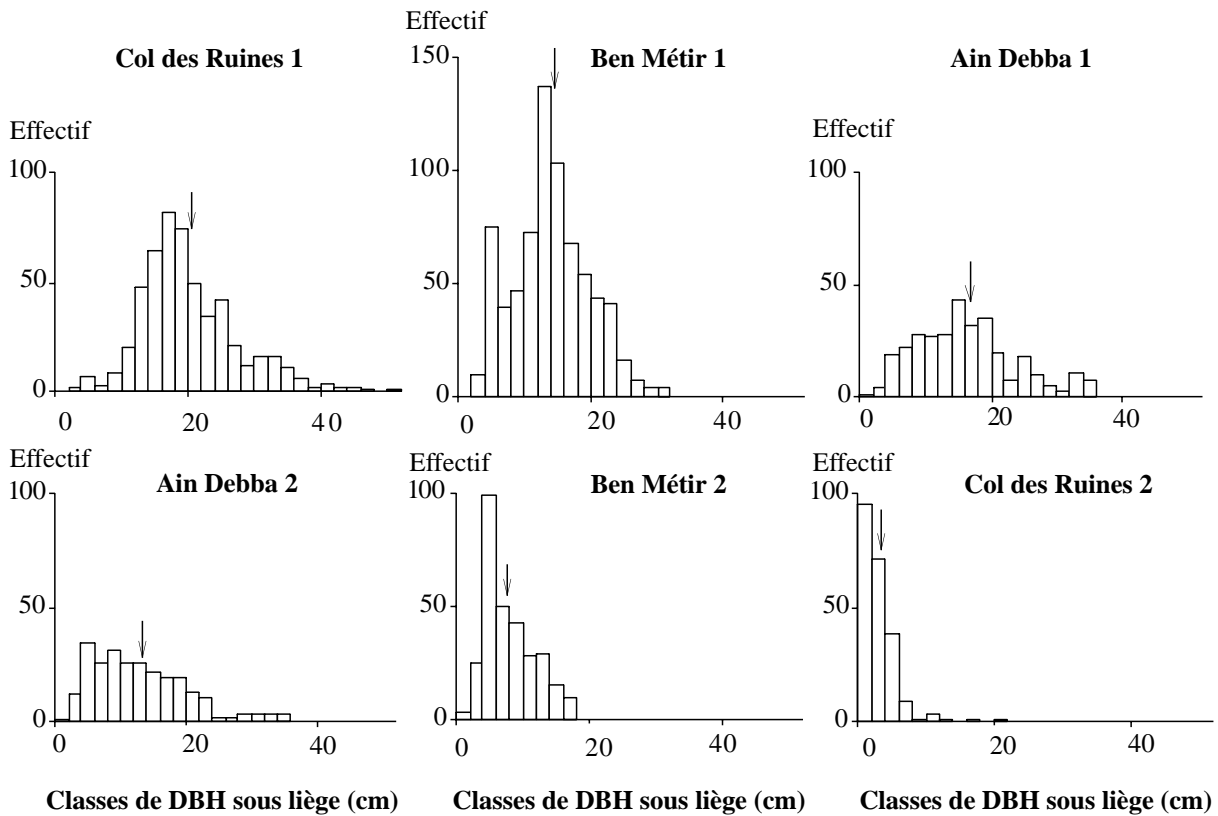 Effectif
Col des Ruines 1
Ben Métir 1
Ain Debba 1
150
Effectif
Effectif
100
100
100
50
50
50
0
0
0
0 20 40
0 20 40
0 20 40
Effectif
Effectif
Effectif
Ain Debba 2
Ben Métir 2
Col des Ruines 2
100
100
100
50
50
50
0
0
0
0 20 40
0 20 40
0 20 40
Classes de DBH sous liège (cm)
Classes de DBH sous liège (cm)
Classes de DBH sous liège (cm)